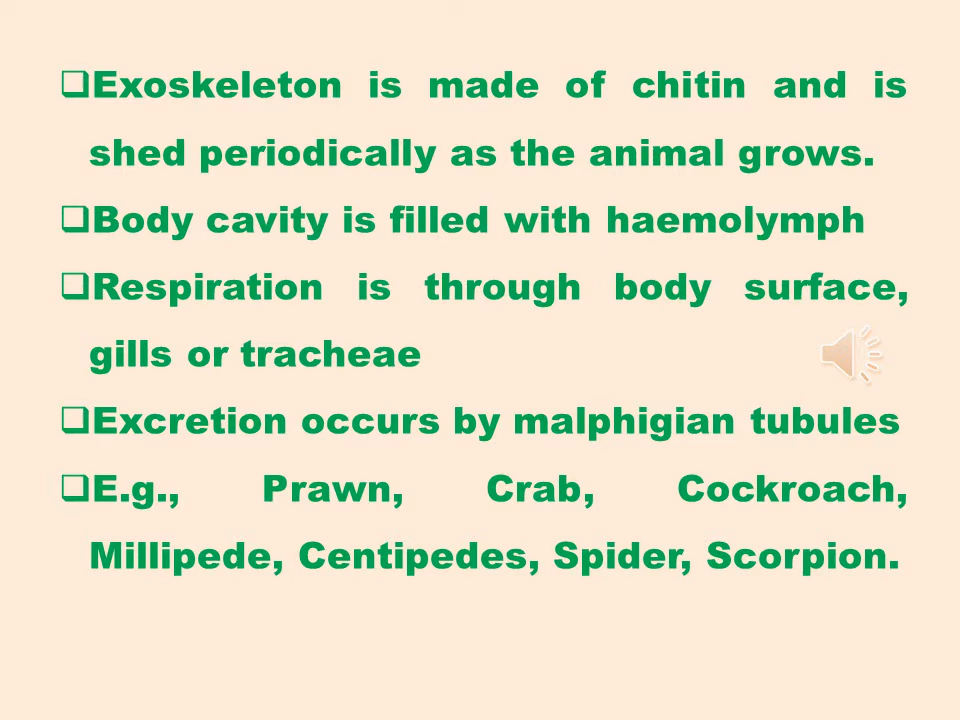 ❑Exoskeleton is made of chitin and is
shed periodically as the animal grows.
❑Body cavity is filled with haemolymph
❑Respiration is through body surface,
gills or tracheae
❑Excretion occurs by malphigian tubules
❑E.g., Prawn, Crab, Cockroach,
Millipede, Centipedes, Spider, Scorpion.